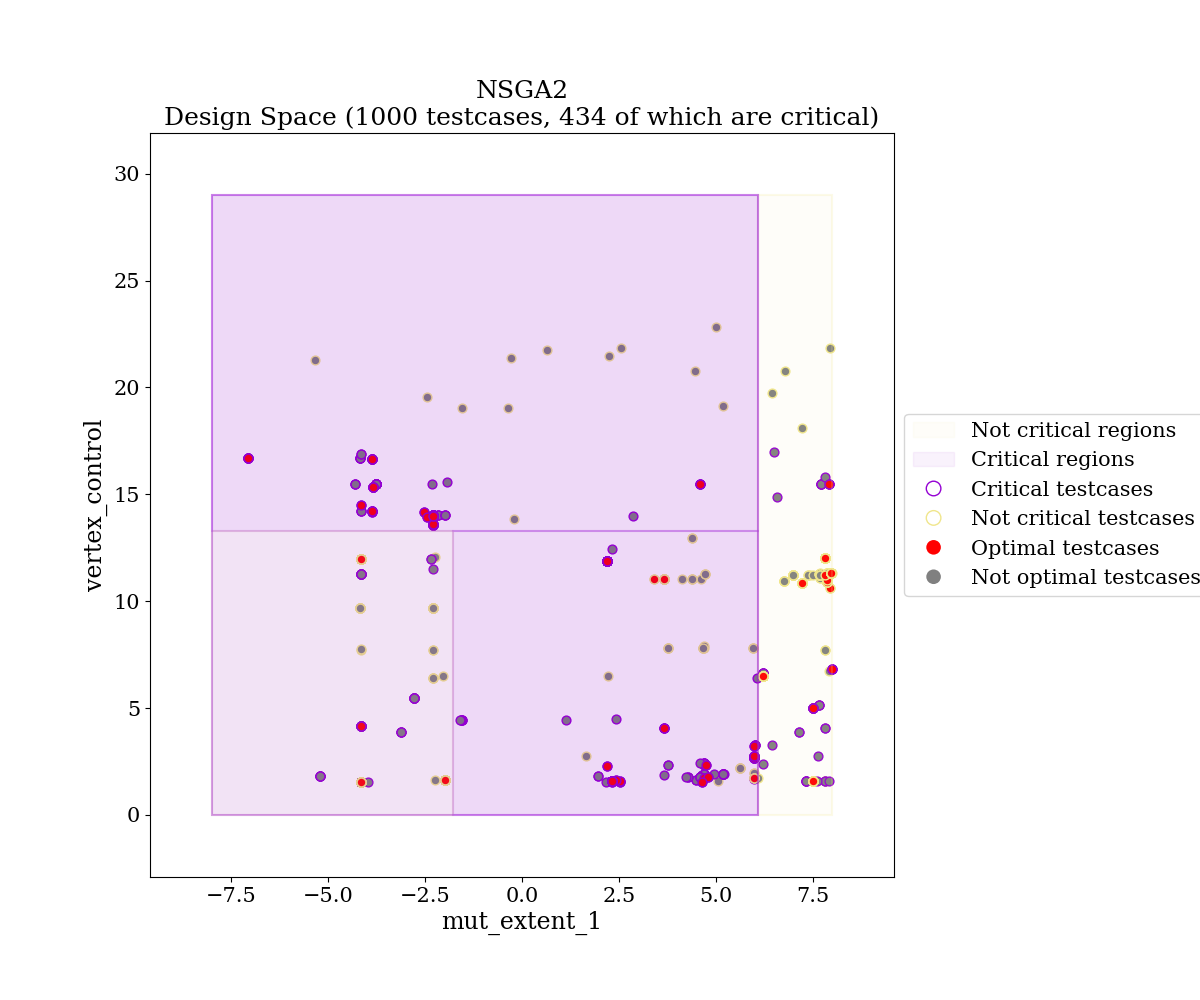 NSGA2
Design Space (1000 testcases, 434 of which are critical)
30
25
20
15
10
5
0
vertex_control
−7.5
−5.0
−2.5
0.0
2.5
5.0
7.5
mut_extent_1
Not critical regions
Critical regions
Critical testcases
Not critical testcases
Optimal testcases
Not optimal testcases